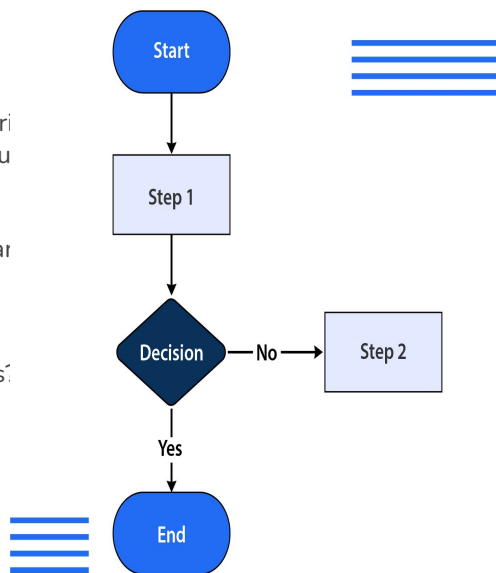 Start
Step 1
Decision
No
Step 2
Yes
End